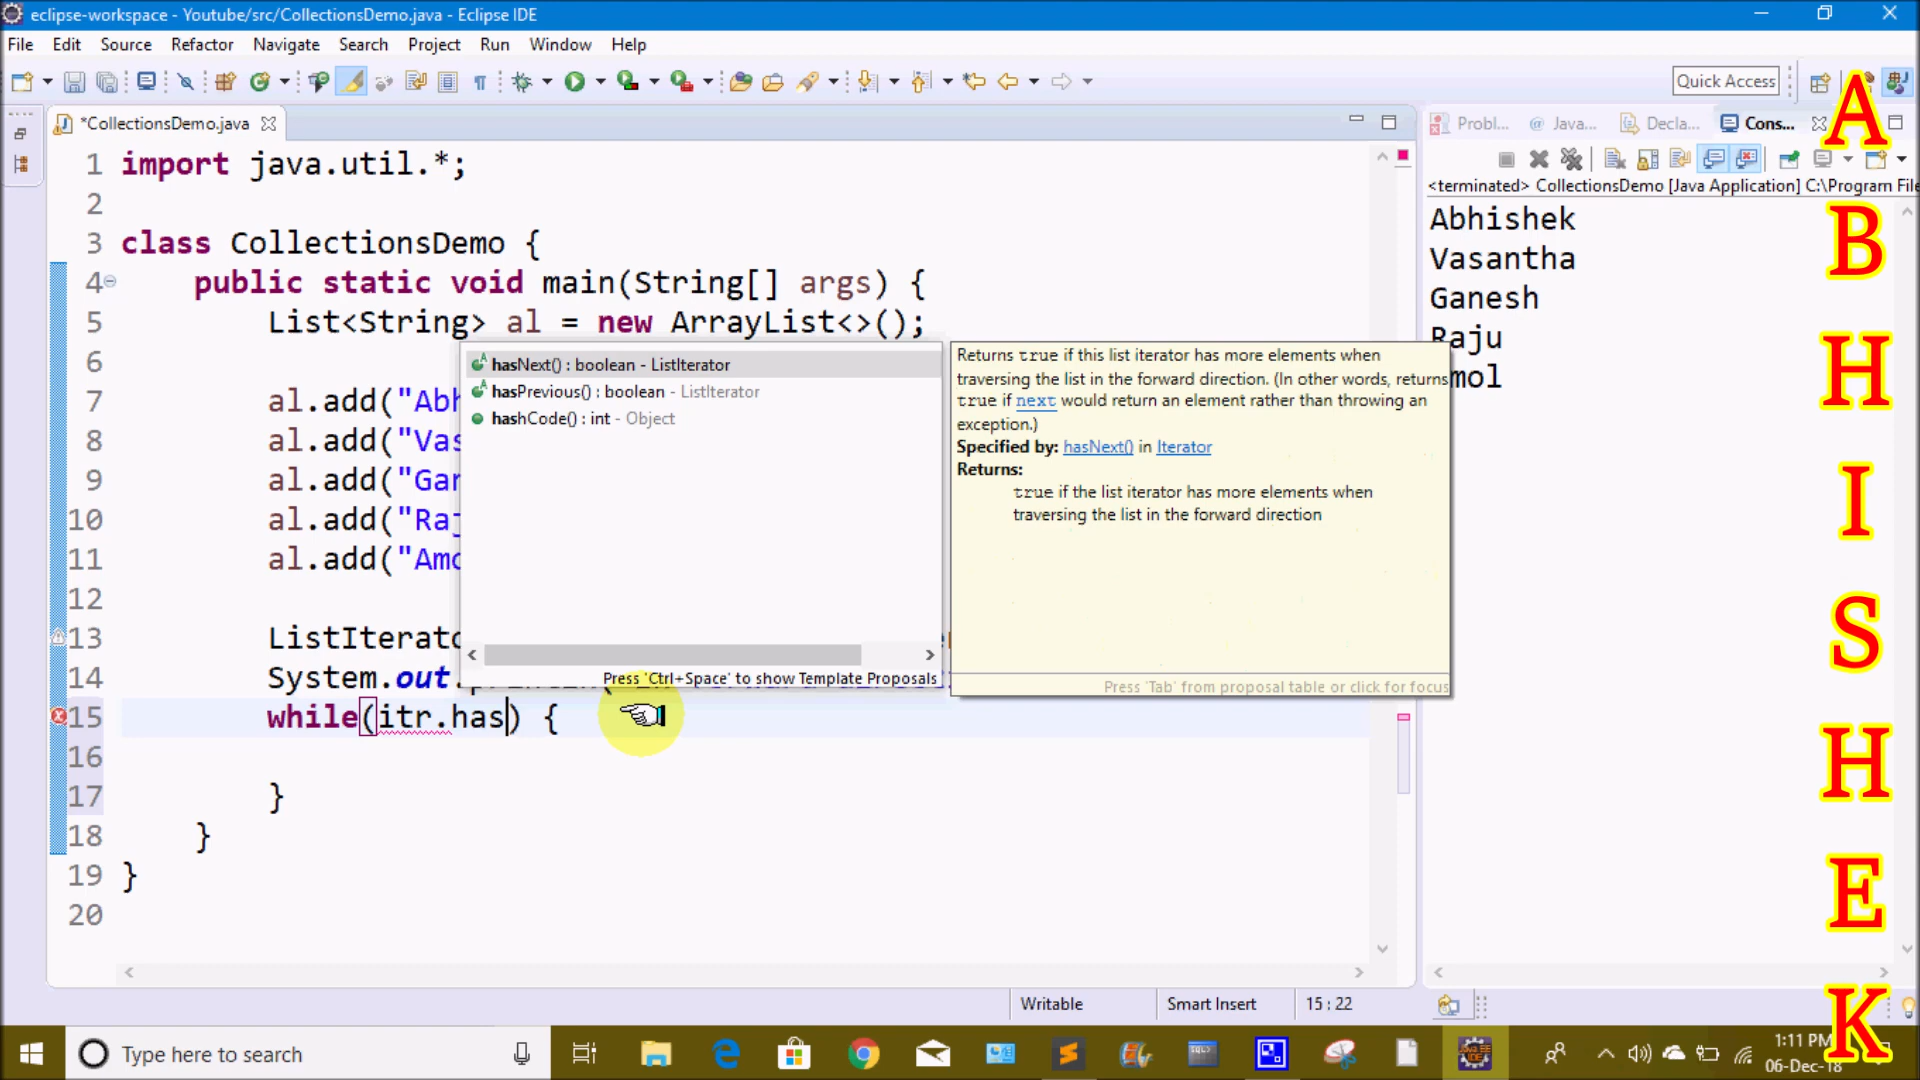 eclipse-workspace - Youtube/src/CollectionsDemo.java - Eclipse IDE
File Edit Source Refactor Navigate Search Project Run Window Help
Quick Access
*CollectionsDemo.java
Probl... Java... Decla... Cons...
<terminated> CollectionsDemo [Java Application] C:\Program File
1 import java.util.*;
2
3 class CollectionsDemo {
4 public static void main(String[] args) {
5 List<String> al = new ArrayList<>();
6
7 al.add("Abh
8 al.add("Vas
9 al.add("Gan
10 al.add("Raj
11 al.add("Amo
12
13 ListIterato
14 System.out.
15 while(itr.has) {
16
17 }
18 }
19 }
20
hasNext() : boolean - ListIterator
hasPrevious() : boolean - ListIterator
hashCode() : int - Object
Press 'Ctrl+Space' to show Template Proposals
Returns true if this list iterator has more elements when
traversing the list in the forward direction. (In other words, returns
true if next would return an element rather than throwing an
exception.)
Specified by: hasNext() in Iterator
Returns:
true if the list iterator has more elements when
traversing the list in the forward direction
Press 'Tab' from proposal table or click for focus
Abhishek
Vasantha
Ganesh
Raju
mol
A
B
H
I
S
H
E
K
Writable Smart Insert 15 : 22
Type here to search
1:11 PM
06-Dec-18